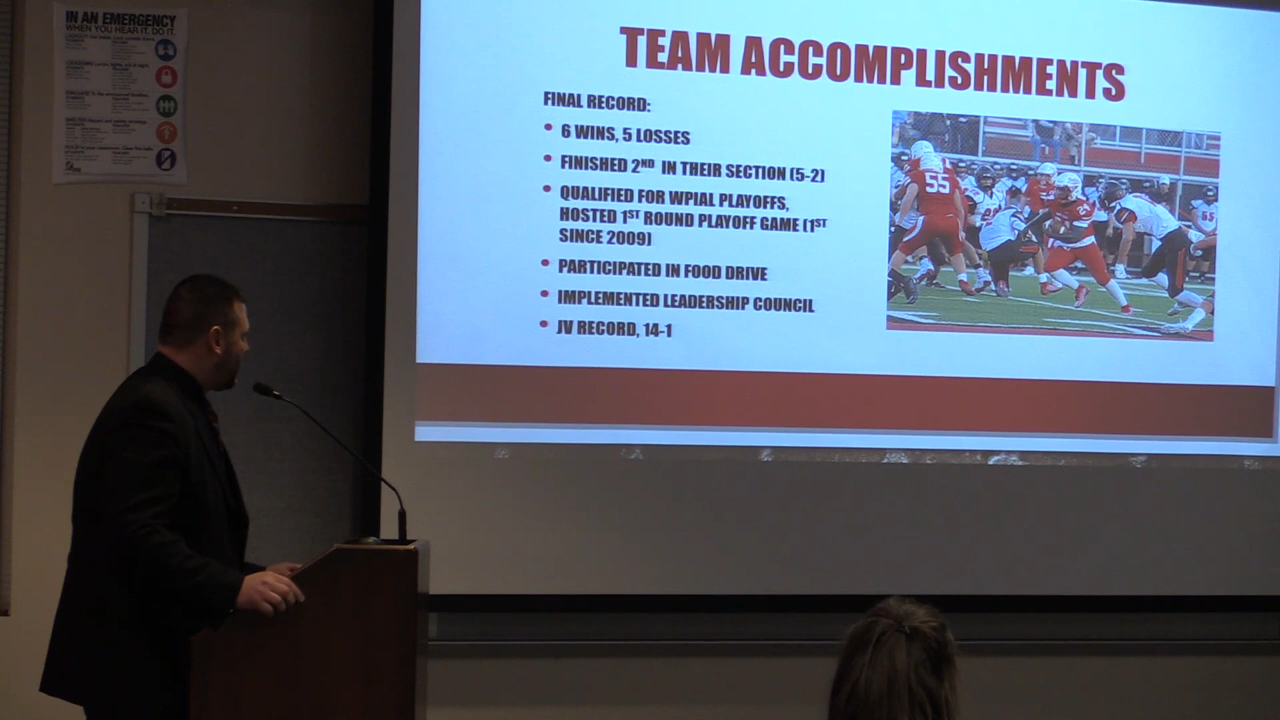 IN AN EMERGENCY
WHEN YOU HEAR IT. DO IT.
TEAM ACCOMPLISHMENTS
FINAL RECORD:
• 6 WINS, 5 LOSSES
• FINISHED 2ND IN THEIR SECTION (5-2)
• QUALIFIED FOR WPIAL PLAYOFFS,
HOSTED 1ST ROUND PLAYOFF GAME (1ST
SINCE 2009)
• PARTICIPATED IN FOOD DRIVE
• IMPLEMENTED LEADERSHIP COUNCIL
• JV RECORD, 14-1
55
24
55